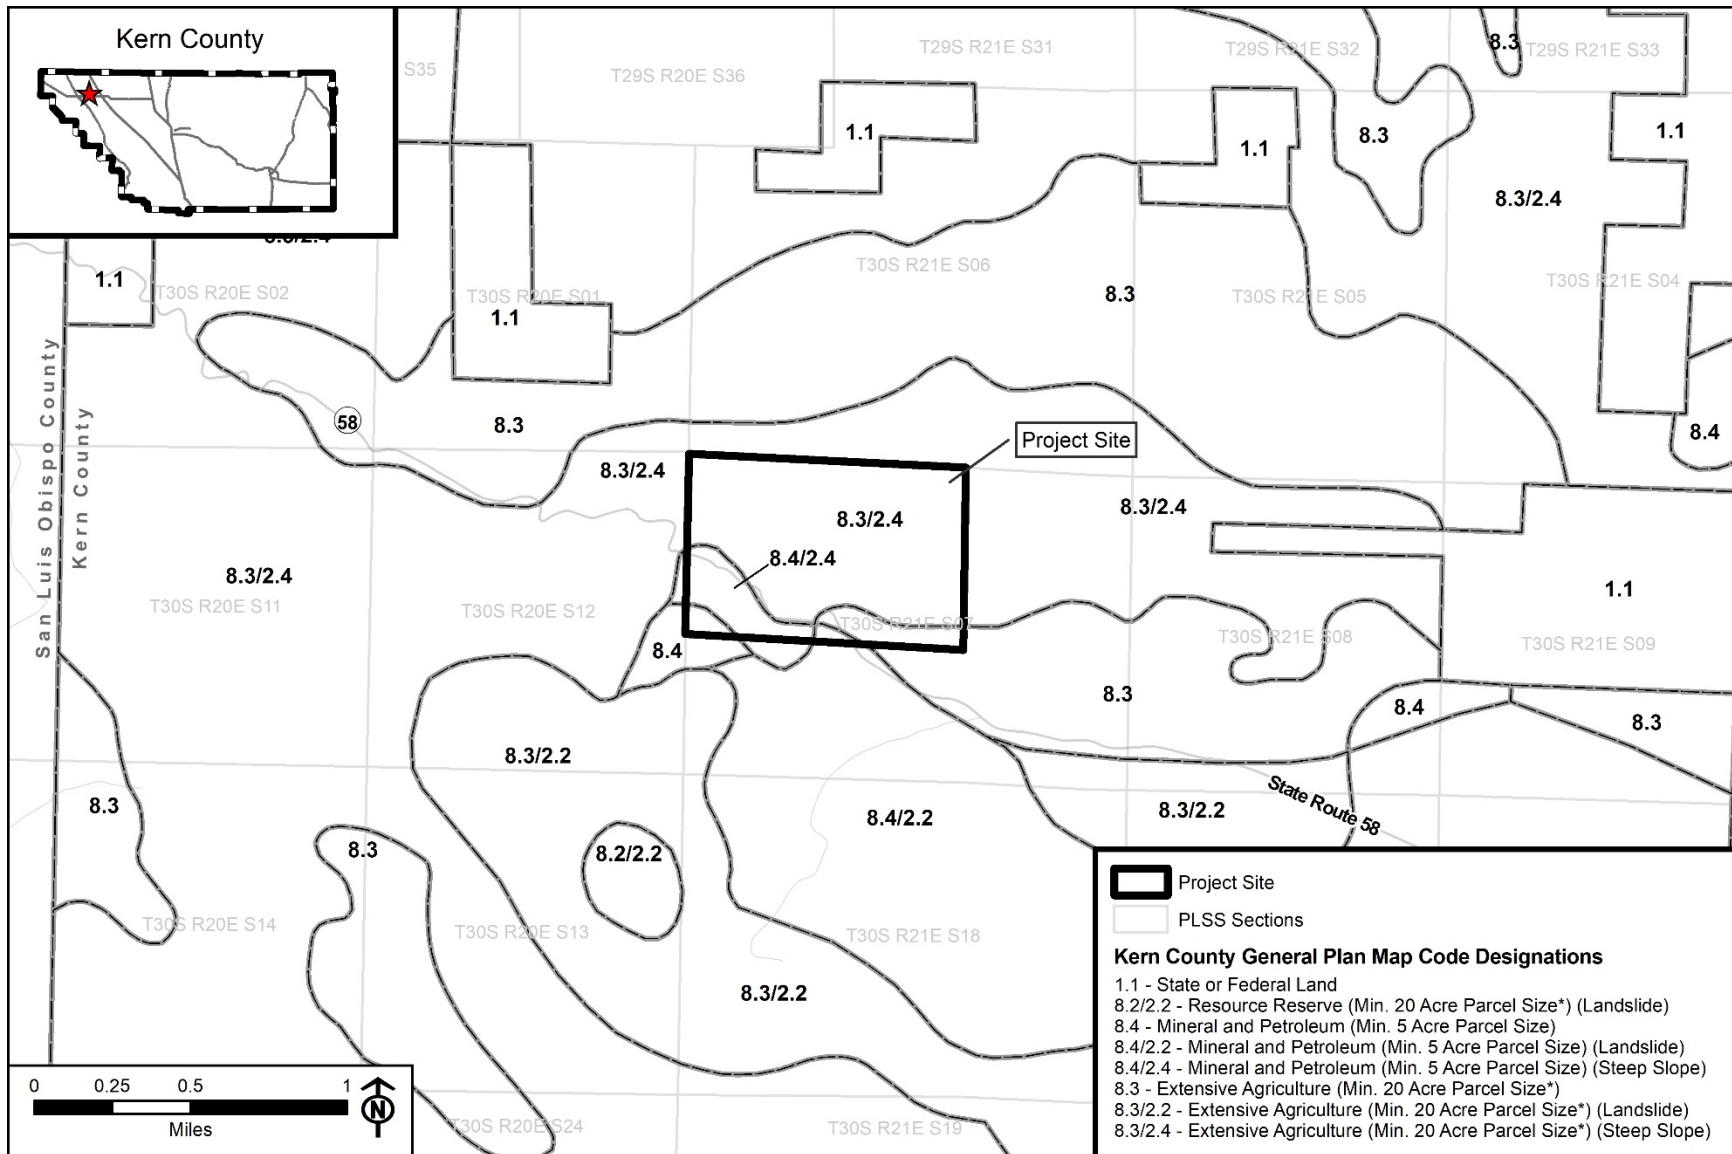 Kern County
S35
T29S R20E S36
T29S R21E S31
T29S R21E S32
8.3
T29S R21E S33
1.1
1.1
8.3
1.1
8.3/2.4
8.3/2.4
1.1
T30S R20E S02
T30S R20E S01
1.1
T30S R21E S06
8.3
T30S R21E S05
T30S R21E S04
San Luis Obispo County
Kern County
58
8.3
Project Site
8.4
8.3/2.4
8.3/2.4
8.3/2.4
8.4/2.4
8.3/2.4
T30S R20E S11
T30S R20E S12
T30S R21E S07
1.1
T30S R21E S08
T30S R21E S09
8.4
8.3
8.4
8.3
8.3/2.2
8.3
8.4/2.2
8.3/2.2
State Route 58
8.3
8.2/2.2
T30S R20E S14
T30S R20E S13
T30S R21E S18
8.3/2.2
T30S R20E S24
T30S R21E S19
0 0.25 0.5 1
Miles
N
Project Site
PLSS Sections
Kern County General Plan Map Code Designations
1.1 - State or Federal Land
8.2/2.2 - Resource Reserve (Min. 20 Acre Parcel Size*) (Landslide)
8.4 - Mineral and Petroleum (Min. 5 Acre Parcel Size)
8.4/2.2 - Mineral and Petroleum (Min. 5 Acre Parcel Size) (Landslide)
8.4/2.4 - Mineral and Petroleum (Min. 5 Acre Parcel Size) (Steep Slope)
8.3 - Extensive Agriculture (Min. 20 Acre Parcel Size*)
8.3/2.2 - Extensive Agriculture (Min. 20 Acre Parcel Size*) (Landslide)
8.3/2.4 - Extensive Agriculture (Min. 20 Acre Parcel Size*) (Steep Slope)